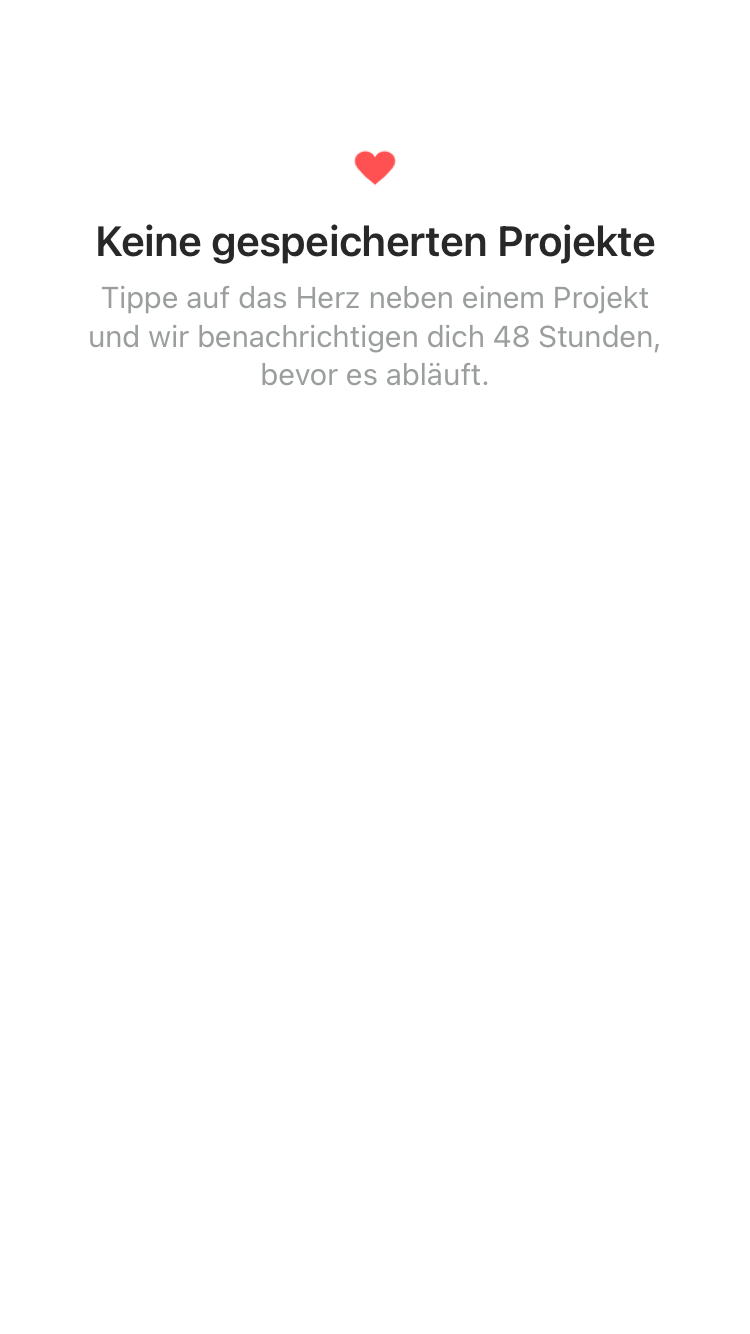 Keine gespeicherten Projekte
Tippe auf das Herz neben einem Projekt
und wir benachrichtigen dich 48 Stunden,
bevor es abläuft.